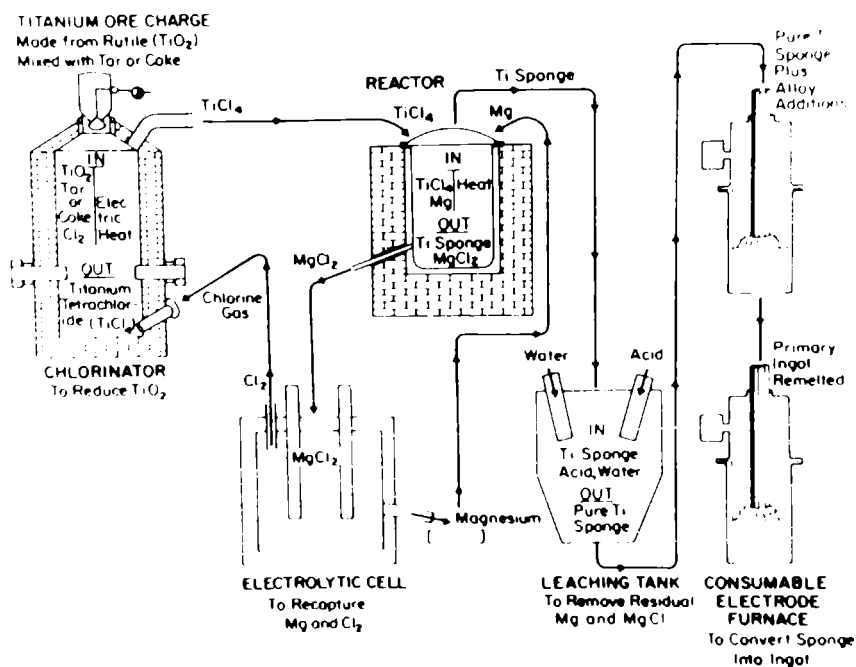 TITANIUM ORE CHARGE
Made from Rutile (TiO₂)
Mixed with Tar or Coke
TiCl₄
IN
TiO₂
Tar
or
Coke
Cl₂
Elec
tric
Heat
OUT
Titanium
Tetrachlor-
ide
(TiCl
CHLORINATOR
To Reduce TiO₂
Chlorine
Gas
Cl₂
REACTOR
TiCl₄
Ti Sponge
Mg
IN
TiCl₄
Mg
Heat
OUT
Ti Sponge
MgCl₂
MgCl₂
MgCl₂
Magnesium
ELECTROLYTIC CELL
To Recapture
Mg and Cl₂
Water
Acid
IN
Ti Sponge
Acid, Water
OUT
Pure Ti
Sponge
LEACHING TANK
To Remove Residual
Mg and MgCl
Pure T
Sponge
Plus
Alloy
Additions
Primary
Ingot
Remelted
CONSUMABLE
ELECTRODE
FURNACE
To Convert Sponge
Into Ingot